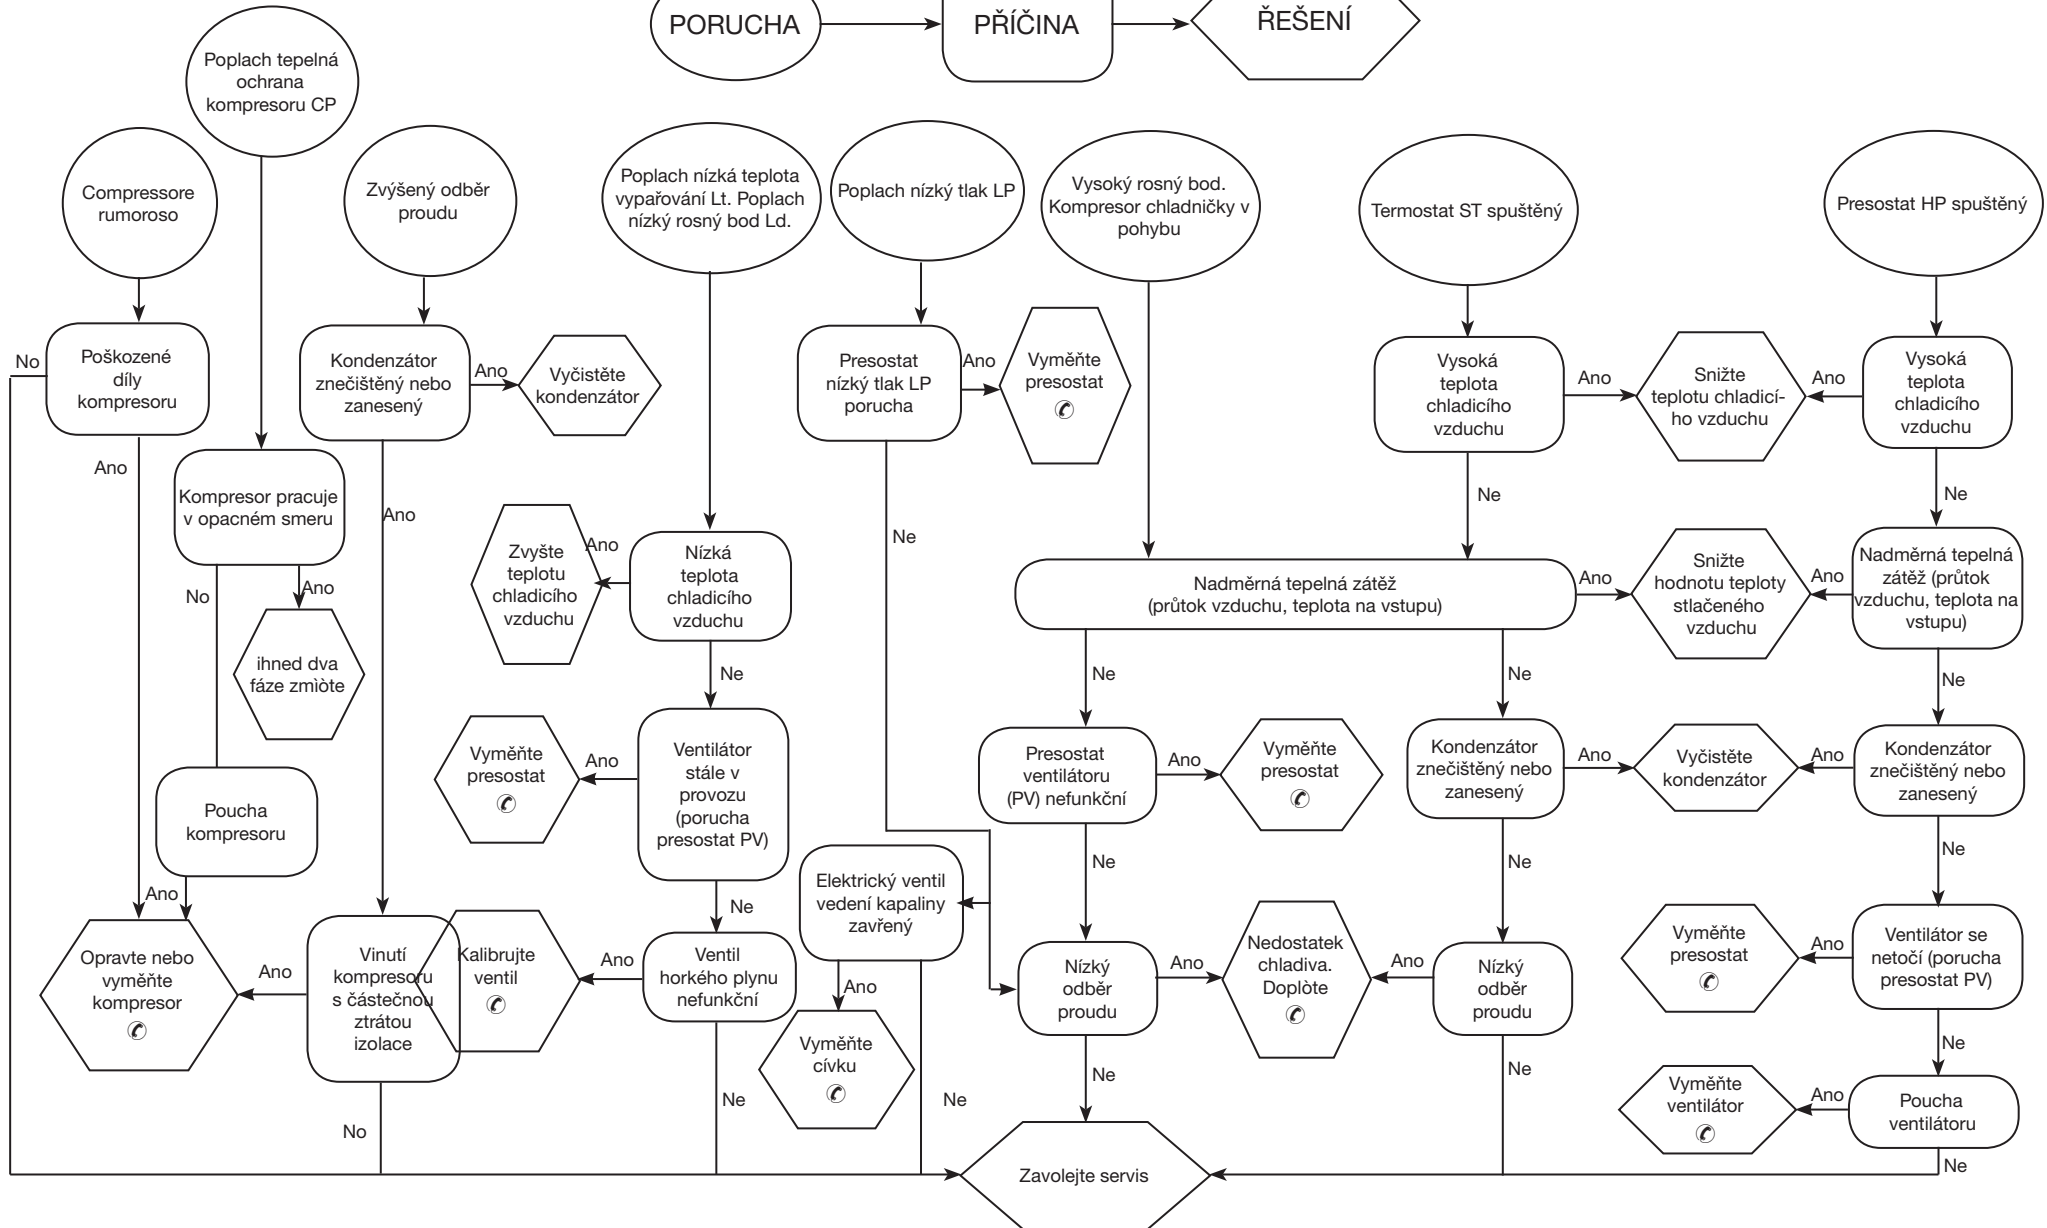 PORUCHA
PŘÍČINA
ŘEŠENÍ
Poplach tepelná
ochrana
kompresoru CP
Compressore
rumoroso
Zvýšený odběr
proudu
Poplach nízká teplota
vypařování Lt. Poplach
nízký rosný bod Ld.
Poplach nízký tlak LP
Vysoký rosný bod.
Kompresor chladničky v
pohybu
Termostat ST spuštěný
Presostat HP spuštěný
No
Poškozené
díly
kompresoru
Ano
Kondenzátor
znečištěný nebo
zanesený
Ano
Vyčistěte
kondenzátor
Ano
Presostat
nízký tlak LP
porucha
Ano
Vyměňte
presostat
✆
Ne
Vysoká
teplota
chladicího
vzduchu
Ano
Snižte
teplotu chladicí-
ho vzduchu
Ano
Vysoká
teplota
chladicího
vzduchu
Ne
Ne
Kompresor pracuje
v opacném smeru
No
Ano
ihned dva
fáze zmìòte
Zvyšte
teplotu
chladicího
vzduchu
Ano
Nízká
teplota
chladicího
vzduchu
Ne
Nadměrná tepelná zátěž
(průtok vzduchu, teplota na vstupu)
Ano
Snižte
hodnotu teploty
stlačeného
vzduchu
Ano
Nadměrná tepelná
zátěž (průtok
vzduchu, teplota na
vstupu)
Ne
Ne
Ne
Vyměňte
presostat
✆
Ano
Ventilátor
stále v
provozu
(porucha
presostat PV)
Ne
Presostat
ventilátoru
(PV) nefunkční
Ano
Vyměňte
presostat
✆
Ne
Kondenzátor
znečištěný nebo
zanesený
Ano
Vyčistěte
kondenzátor
Ano
Kondenzátor
znečištěný nebo
zanesený
Ne
Ne
Poucha
kompresoru
Ano
Opravte nebo
vyměňte
kompresor
✆
Ano
Vinutí
kompresoru
s částečnou
ztrátou
izolace
No
Kalibrujte
ventil
✆
Ano
Ventil
horkého plynu
nefunkční
Ne
Elektrický ventil
vedení kapaliny
zavřený
Ano
Vyměňte
cívku
✆
Ne
Nízký
odběr
proudu
Ano
Nedostatek
chladiva.
Doplòte
✆
Ano
Nízký
odběr
proudu
Ne
Ne
Vyměňte
presostat
✆
Ano
Ventilátor se
netočí (porucha
presostat PV)
Ne
Vyměňte
ventilátor
✆
Ano
Poucha
ventilátoru
Ne
Zavolejte servis